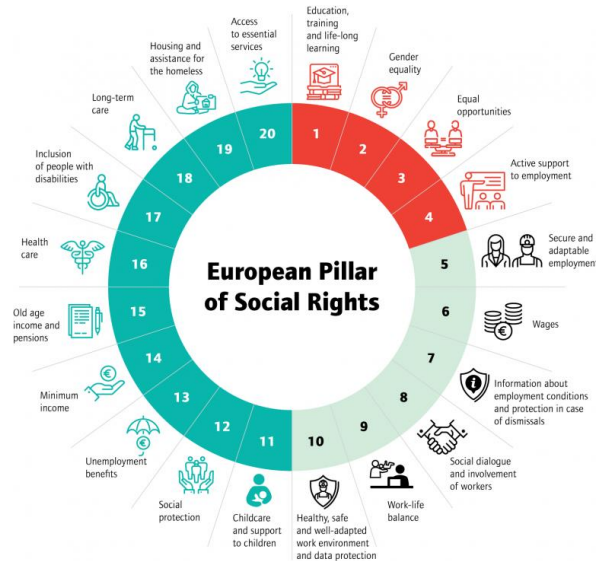 European Pillar
of Social Rights
1
Education,
training
and life-long
learning
2
Gender
equality
3
Equal
opportunities
4
Active support
to employment
5
Secure and
adaptable
employment
6
Wages
7
Information about
employment conditions
and protection in case
of dismissals
8
Social dialogue
and involvement
of workers
9
Work-life
balance
10
Healthy, safe
and well-adapted
work environment
and data protection
11
Childcare
and support
to children
12
Social
protection
13
Unemployment
benefits
14
Minimum
income
15
Old age
income and
pensions
16
Health
care
17
Inclusion
of people with
disabilities
18
Long-term
care
19
Housing and
assistance for
the homeless
20
Access
to essential
services